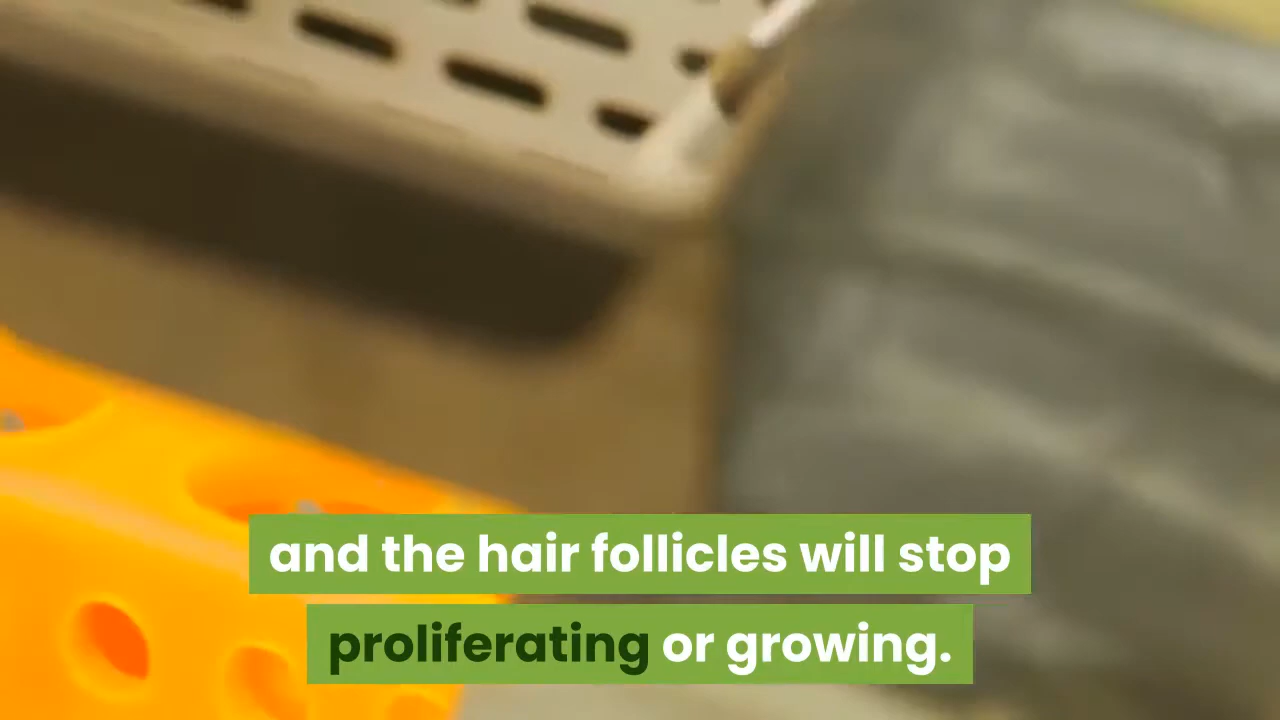 and the hair follicles will stop
proliferating or growing.